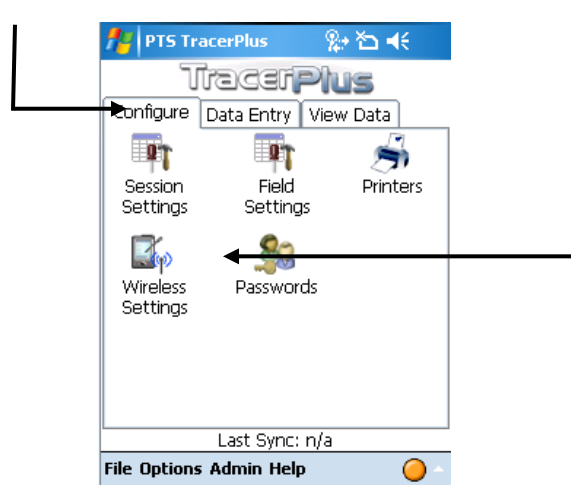 PTS TracerPlus
TracerPlus
Configure Data Entry View Data
Session Settings
Field Settings
Printers
Wireless Settings
Passwords
Last Sync: n/a
File Options Admin Help